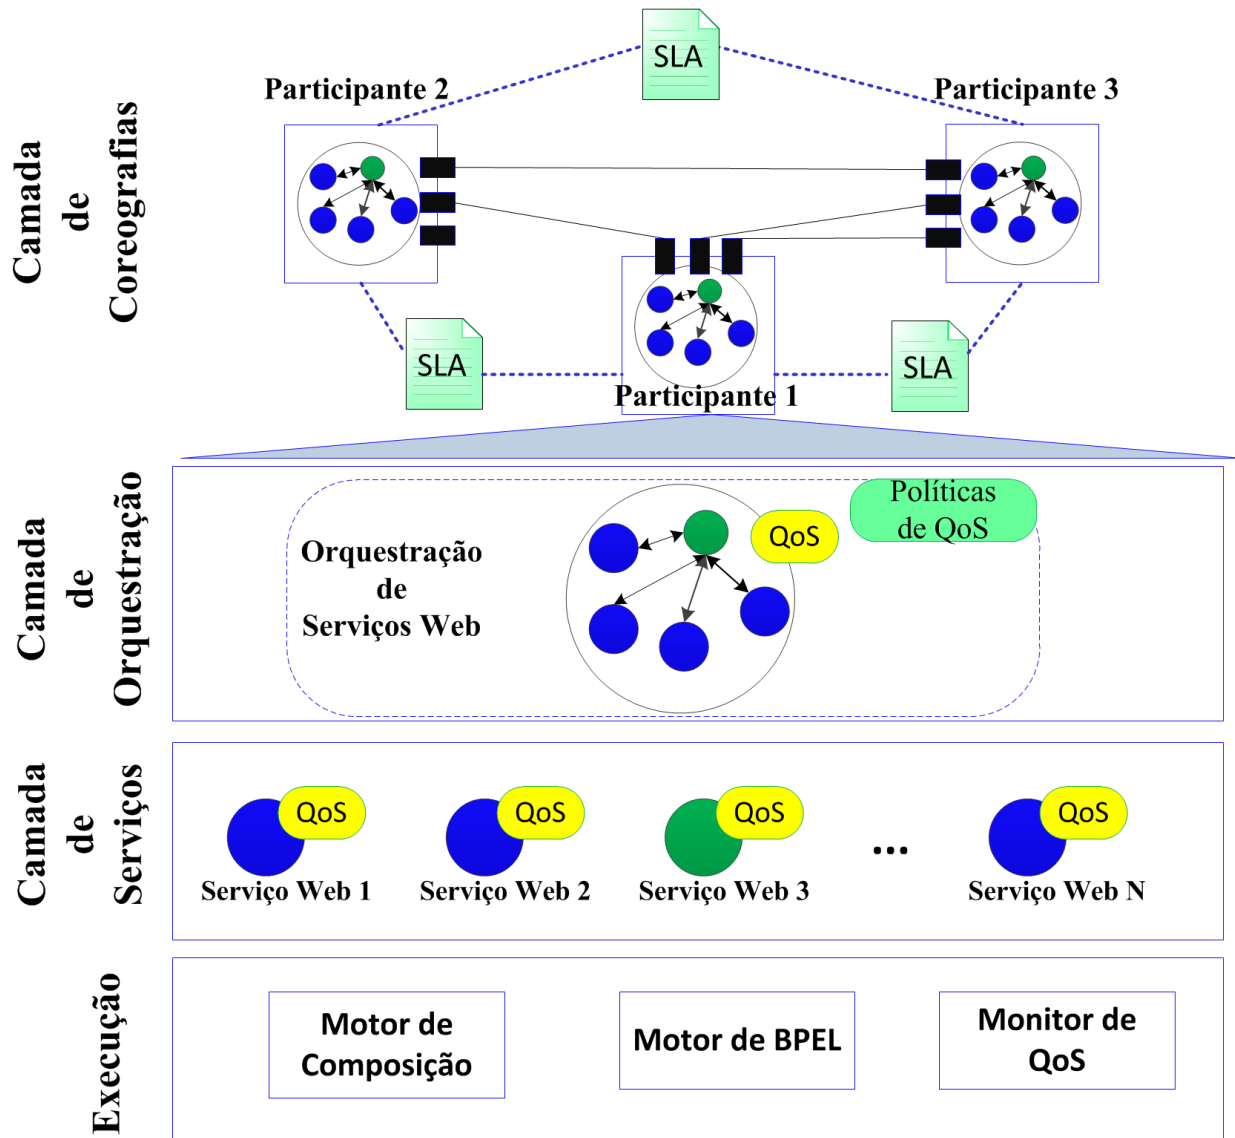 SLA
Participante 2
Participante 3
Camada
de
Coreografias
SLA
SLA
Participante 1
Camada
de
Orquestração
Políticas
de QoS
QoS
Orquestração
de
Serviços Web
Camada
de
Serviços
QoS
QoS
QoS
QoS
...
Serviço Web 1
Serviço Web 2
Serviço Web 3
Serviço Web N
Execução
Motor de
Composição
Motor de BPEL
Monitor de
QoS